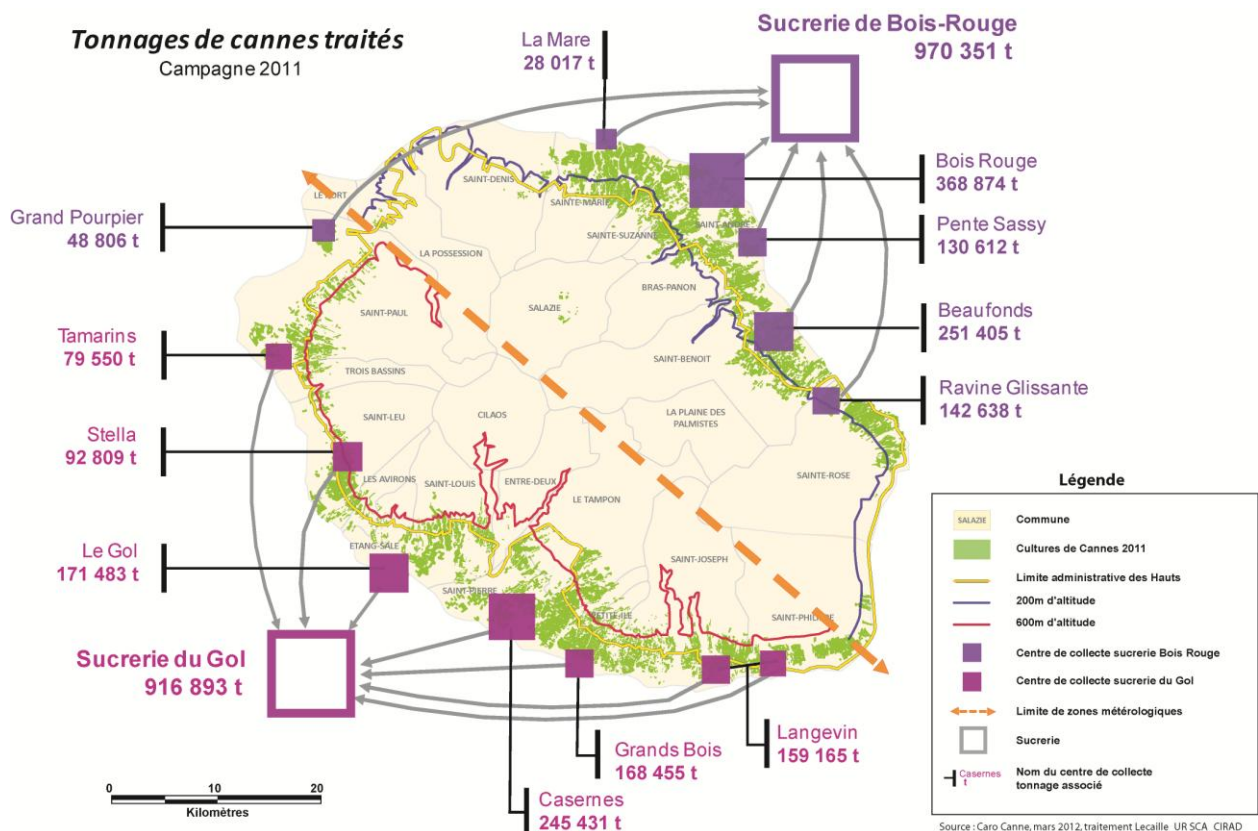 Tonnages de cannes traités
Campagne 2011
La Mare
28 017 t
Sucrerie de Bois-Rouge
970 351 t
Bois Rouge
368 874 t
Pente Sassy
130 612 t
Beaufonds
251 405 t
Ravine Glissante
142 638 t
Grand Pourpier
48 806 t
Tamarins
79 550 t
Stella
92 809 t
Le Gol
171 483 t
Sucrerie du Gol
916 893 t
Casernes
245 431 t
Grands Bois
168 455 t
Langevin
159 165 t
LE PORT
SAINT-DENIS
SAINTE-MARIE
SAINTE-SUZANNE
SAINT-ANDRE
LA POSSESSION
BRAS-PANON
SALAZIE
SAINT-PAUL
SAINT-BENOIT
TROIS BASSINS
SAINT-LEU
CILAOS
LA PLAINE DES
PALMISTES
SAINTE-ROSE
LES AVIRONS
SAINT-LOUIS
ENTRE-DEUX
LE TAMPON
ETANG-SALE
SAINT-PIERRE
SAINT-JOSEPH
PETITE-ILE
SAINT-PHILIPPE
0 10 20
Kilomètres
Légende
SALAZIE Commune
Cultures de Cannes 2011
Limite administrative des Hauts
200m d'altitude
600m d'altitude
Centre de collecte sucrerie Bois Rouge
Centre de collecte sucrerie du Gol
Limite de zones métérologiques
Sucrerie
Casernes
t
Nom du centre de collecte
tonnage associé
Source : Caro Canne, mars 2012, traitement Lecaille UR SCA CIRAD